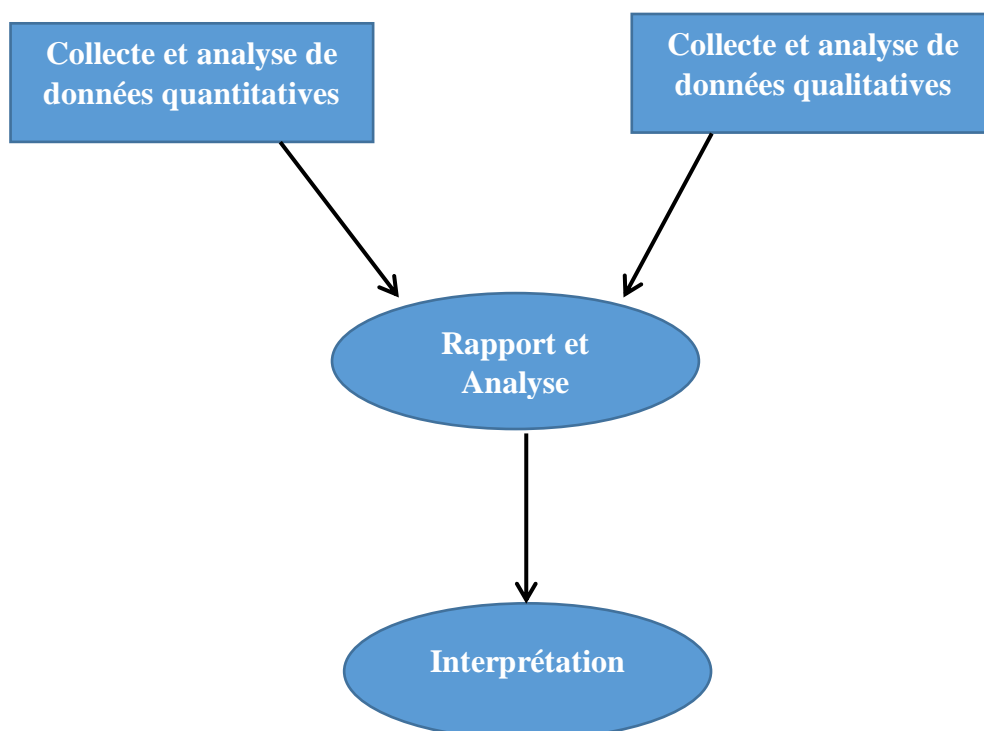 Collecte et analyse de
données quantitatives
Collecte et analyse de
données qualitatives
Rapport et
Analyse
Interprétation